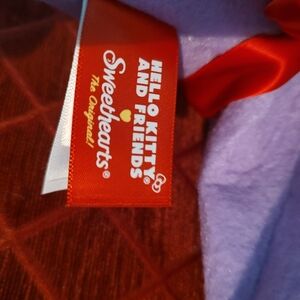 HELLO KITTY®
AND FRIENDS
Sweethearts®
The Original!